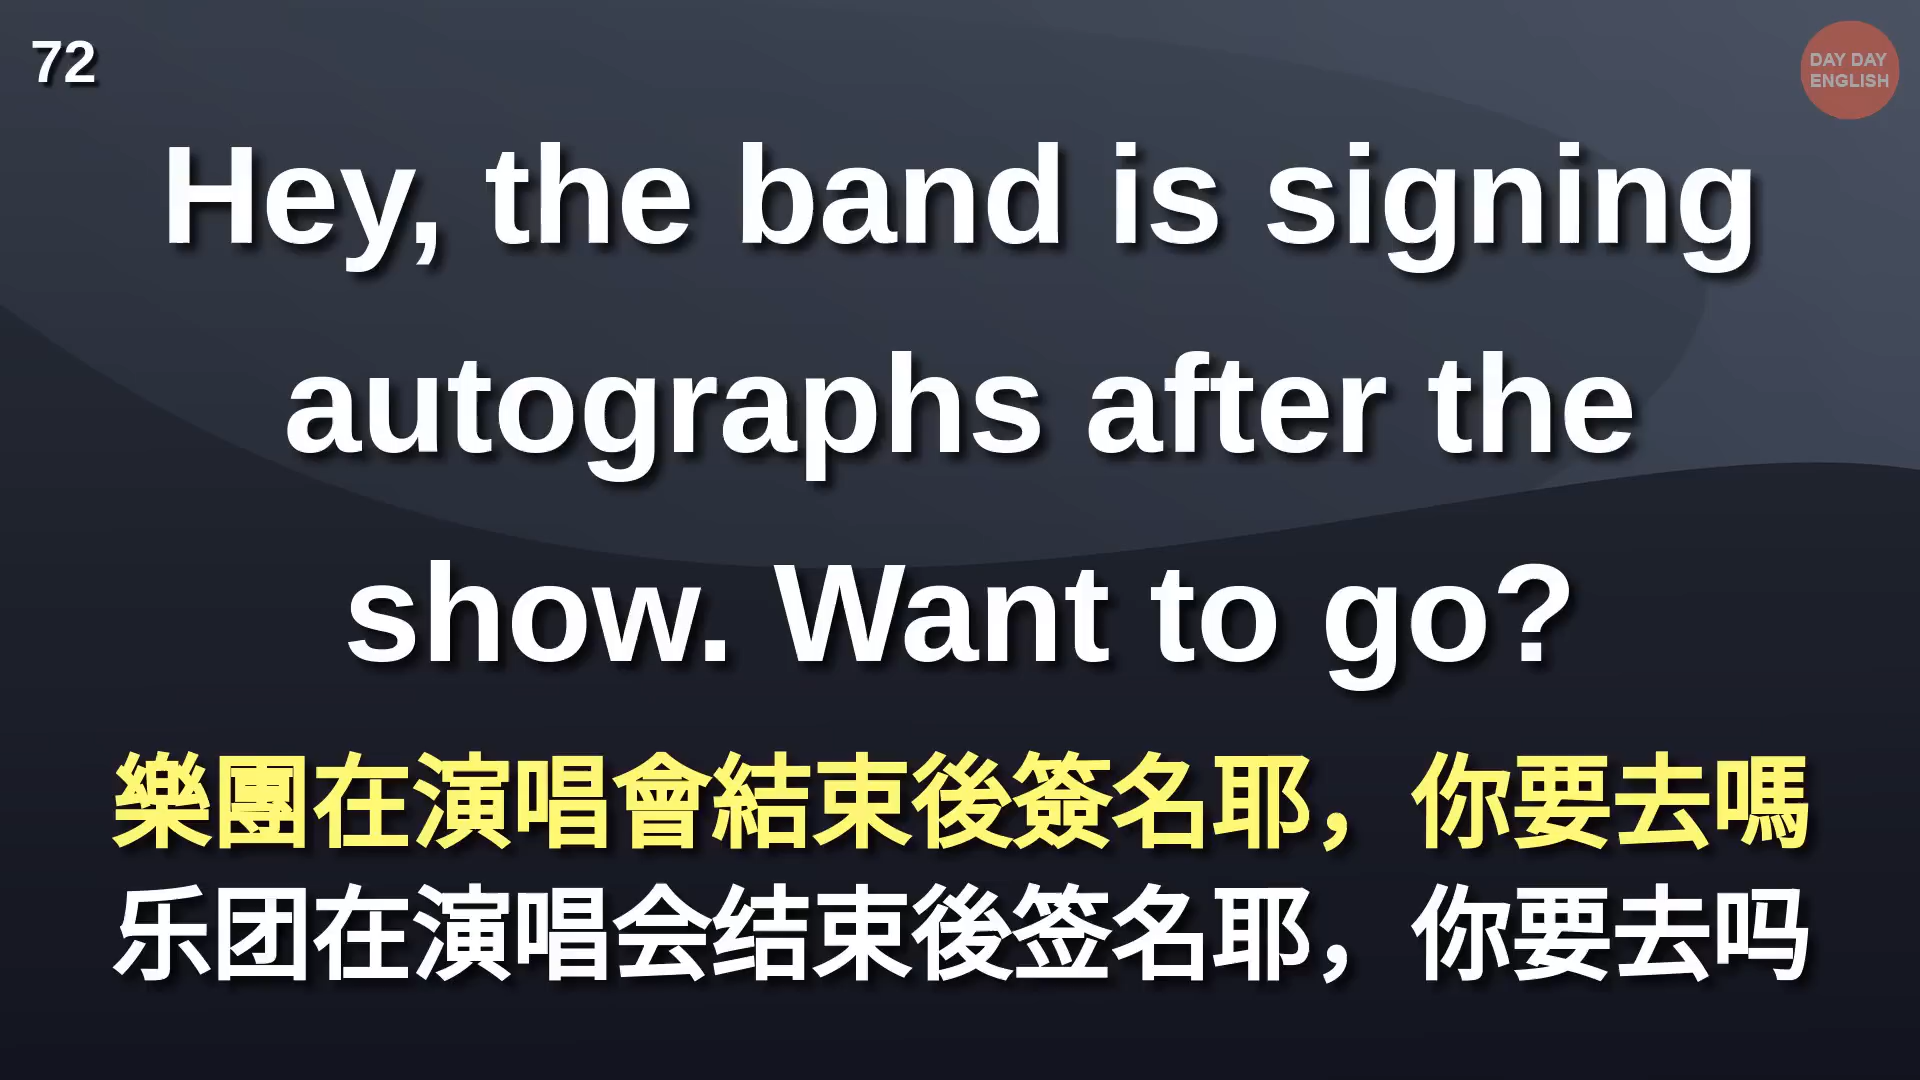 72
DAY DAY
ENGLISH
Hey, the band is signing
autographs after the
show. Want to go?
樂團在演唱會結束後簽名耶，你要去嗎
乐团在演唱会结束後签名耶，你要去吗